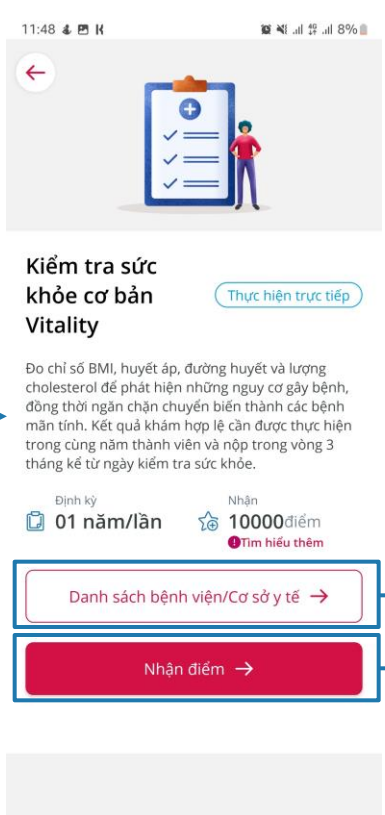 11:48
8%
Kiểm tra sức
khỏe cơ bản
Vitality
Thực hiện trực tiếp
Đo chỉ số BMI, huyết áp, đường huyết và lượng
cholesterol để phát hiện những nguy cơ gây bệnh,
đồng thời ngăn chặn chuyển biến thành các bệnh
mãn tính. Kết quả khám hợp lệ cần được thực hiện
trong cùng năm thành viên và nộp trong vòng 3
tháng kể từ ngày kiểm tra sức khỏe.
Định kỳ
01 năm/lần
Nhận
10000điểm
Tìm hiểu thêm
Danh sách bệnh viện/Cơ sở y tế →
Nhận điểm →